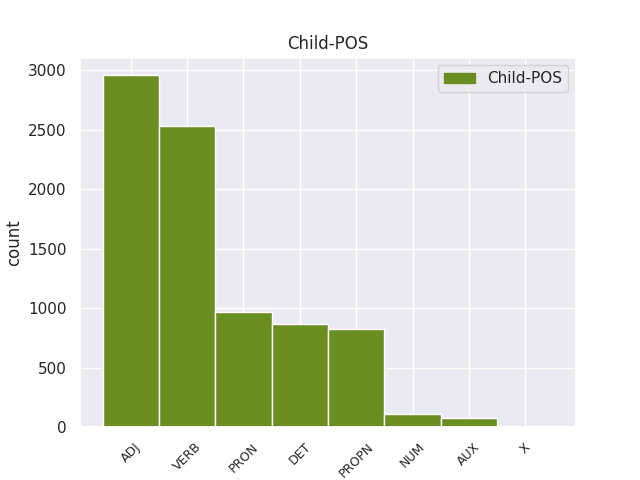 Child-POS
Child-POS
3000
2500
2000
1500
1000
500
0
count
ADJ VERB PRON DET PROPN NUM AUX X